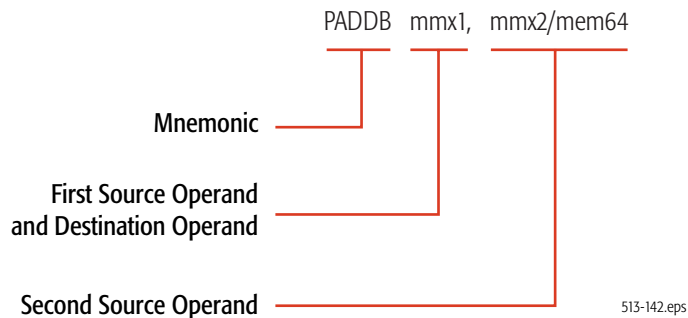 PADDB mmx1, mmx2/mem64
Mnemonic
First Source Operand
and Destination Operand
Second Source Operand
513-142.eps